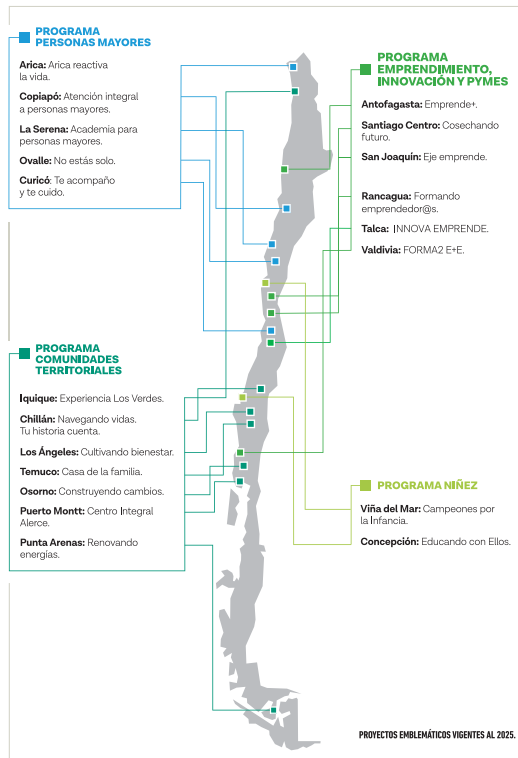 PROGRAMA
PERSONAS MAYORES
Arica: Arica reactiva
la vida.
Copiapó: Atención integral
a personas mayores.
La Serena: Academia para
personas mayores.
Ovalle: No estás solo.
Curicó: Te acompaño
y te cuido.
PROGRAMA
EMPRENDIMIENTO,
INNOVACIÓN Y PYMES
Antofagasta: Emprende+.
Santiago Centro: Cosechando
futuro.
San Joaquín: Eje emprende.
Rancagua: Formando
emprendedor@s.
Talca: INNOVA EMPRENDE.
Valdivia: FORMA2 E+E.
PROGRAMA
COMUNIDADES
TERRITORIALES
Iquique: Experiencia Los Verdes.
Chillán: Navegando vidas.
Tu historia cuenta.
Los Ángeles: Cultivando bienestar.
Temuco: Casa de la familia.
Osorno: Construyendo cambios.
Puerto Montt: Centro Integral
Alerce.
Punta Arenas: Renovando
energías.
PROGRAMA NIÑEZ
Viña del Mar: Campeones por
la Infancia.
Concepción: Educando con Ellos.
PROYECTOS EMBLEMÁTICOS VIGENTES AL 2025.